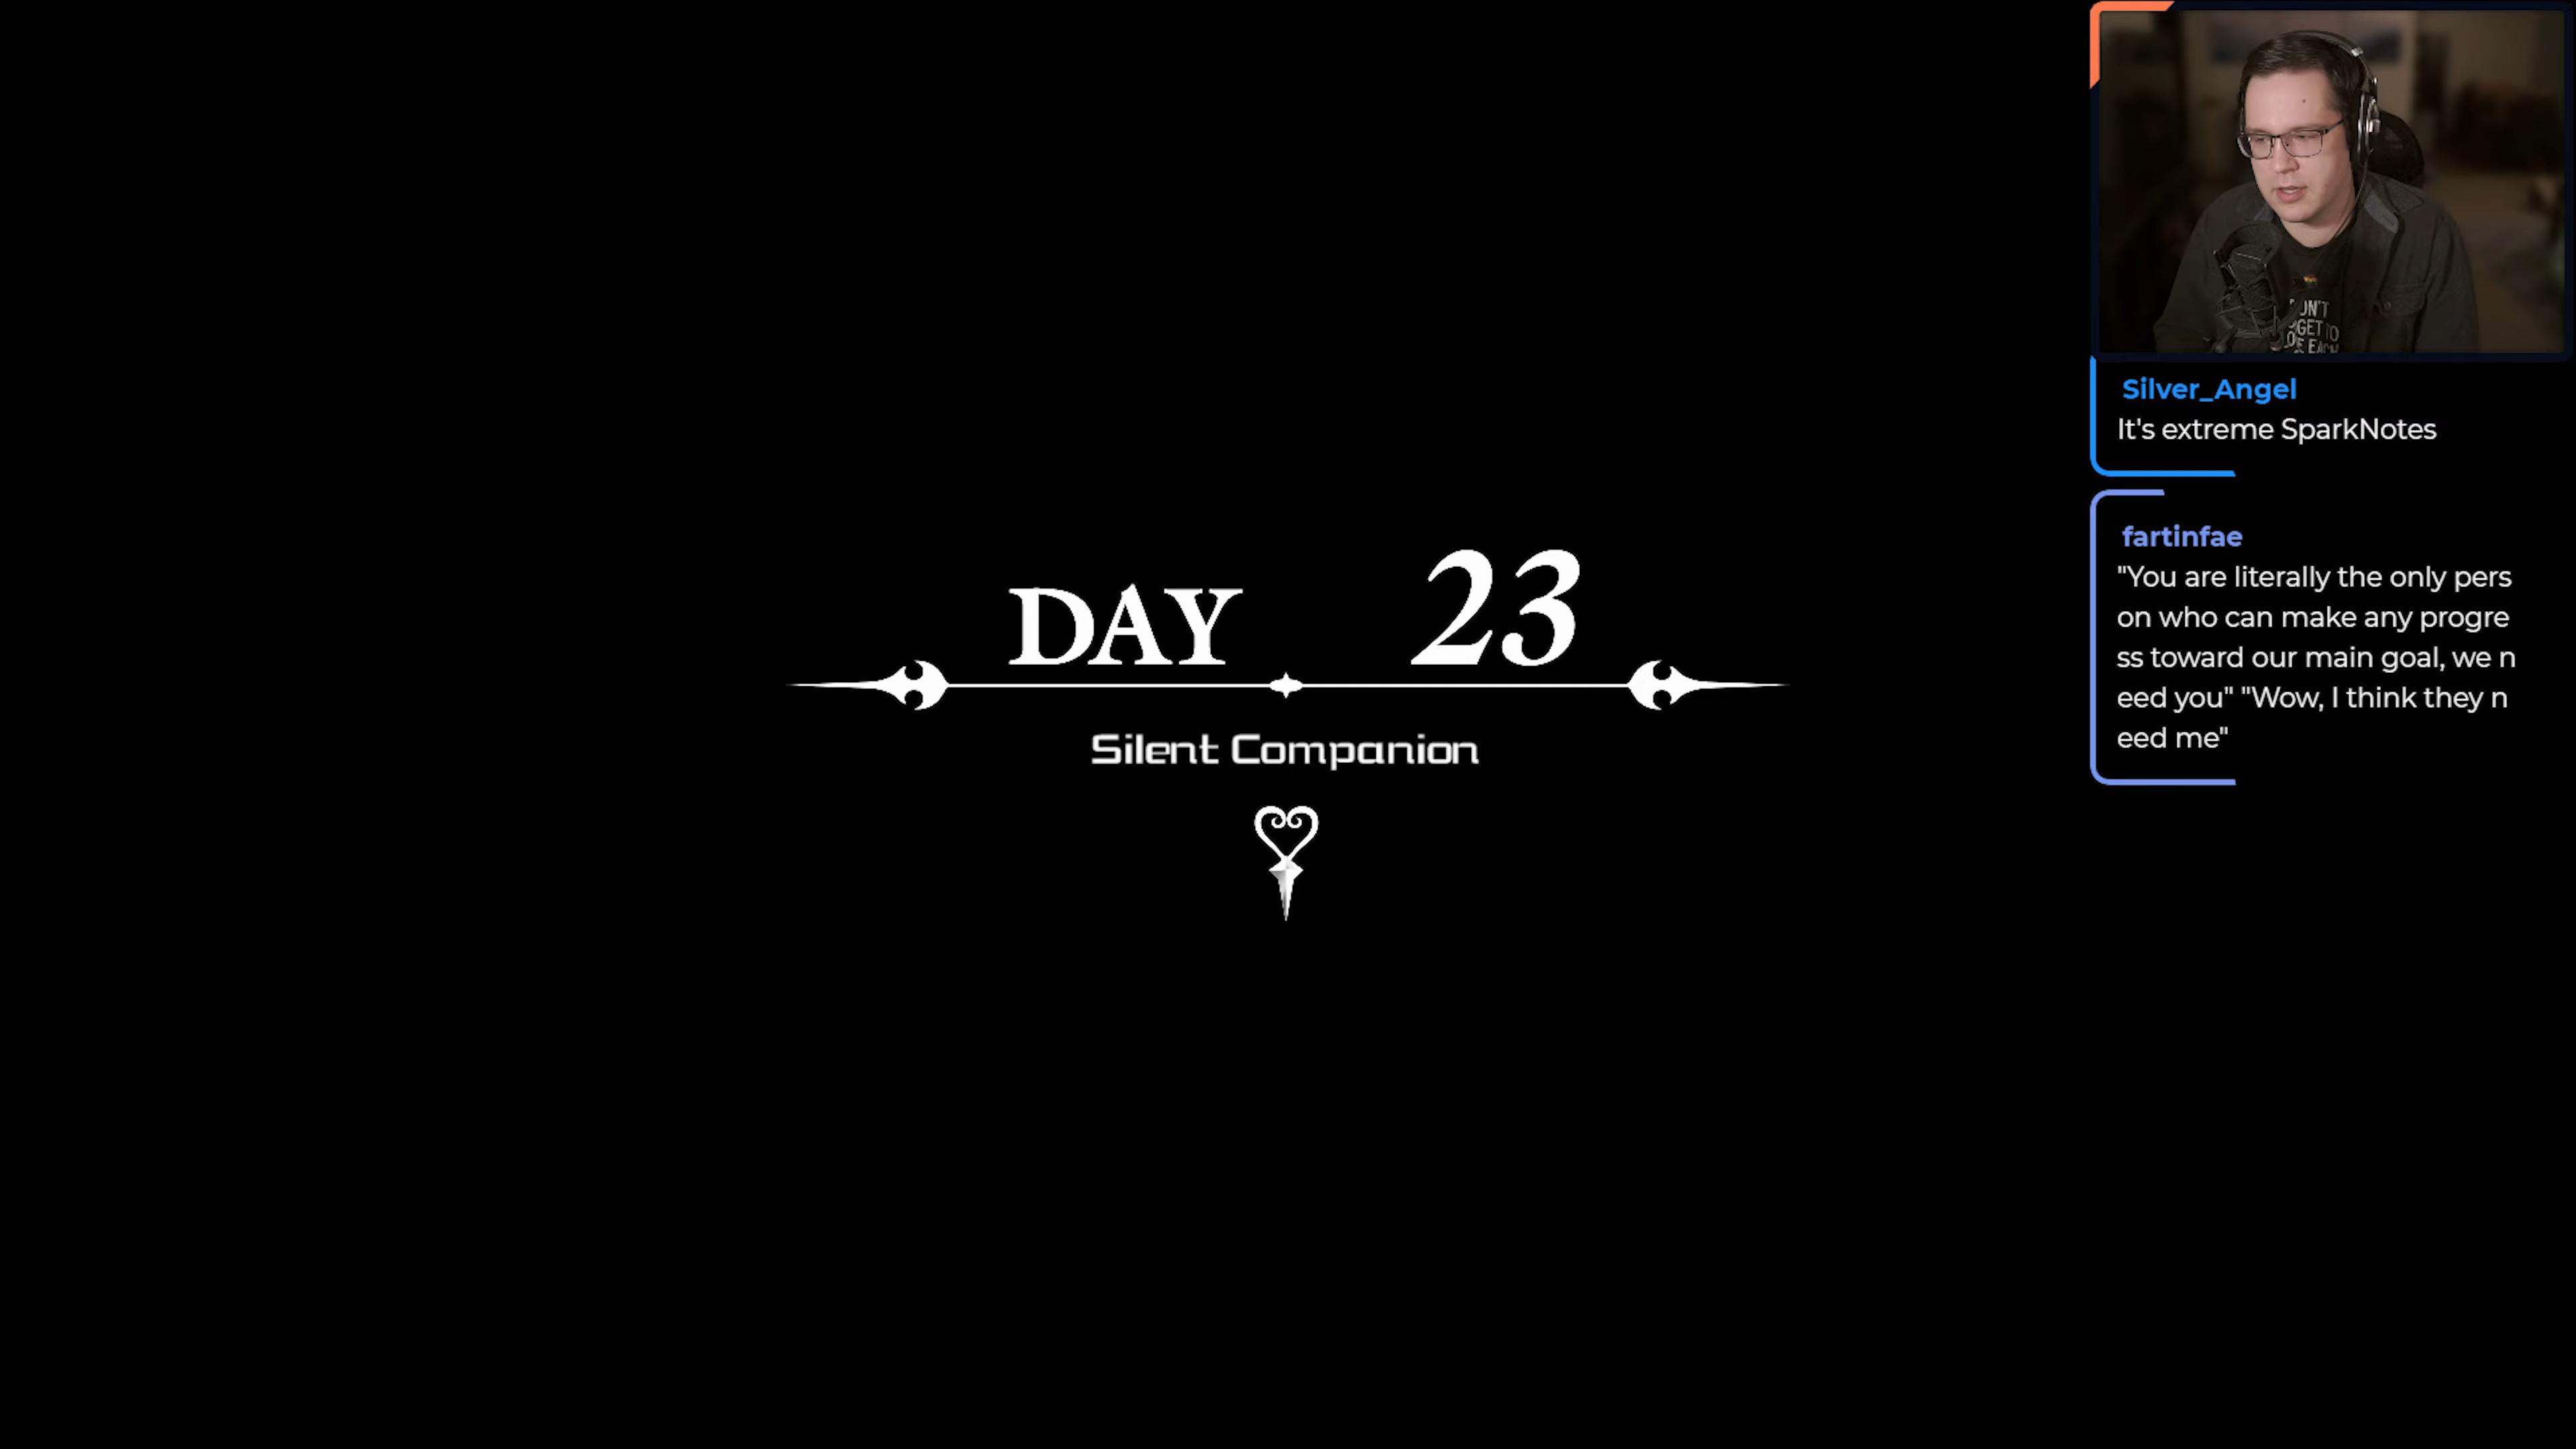 DAY 23
Silent Companion
Silver_Angel
It's extreme SparkNotes
fartinfae
"You are literally the only pers
on who can make any progre
ss toward our main goal, we n
eed you" "Wow, I think they n
eed me"